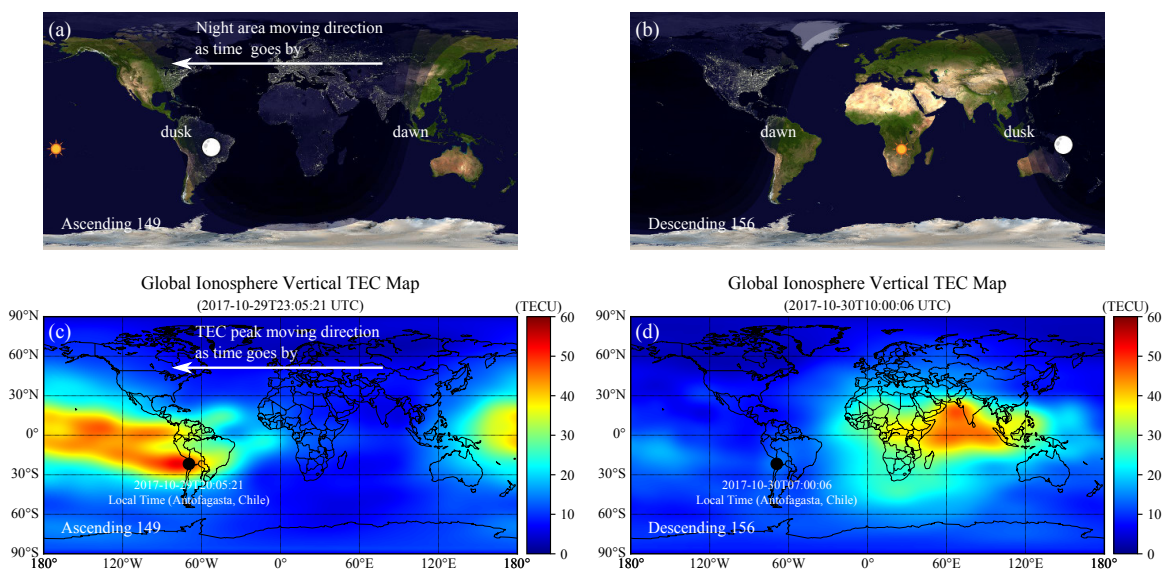 (a)
Night area moving direction
as time goes by
dusk
dawn
Ascending 149
(b)
dawn
dusk
Descending 156
Global Ionosphere Vertical TEC Map
(2017-10-29T23:05:21 UTC)
(TECU)
(c)
TEC peak moving direction
as time goes by
90°N
60°N
30°N
0°
30°S
60°S
90°S
2017-10-29T20:05:21
Local Time (Antofagasta, Chile)
Ascending 149
180°
120°W
60°W
0°
60°E
120°E
180°
60
50
40
30
20
10
0
Global Ionosphere Vertical TEC Map
(2017-10-30T10:00:06 UTC)
(TECU)
(d)
90°N
60°N
30°N
0°
30°S
60°S
90°S
2017-10-30T07:00:06
Local Time (Antofagasta, Chile)
Descending 156
180°
120°W
60°W
0°
60°E
120°E
180°
60
50
40
30
20
10
0